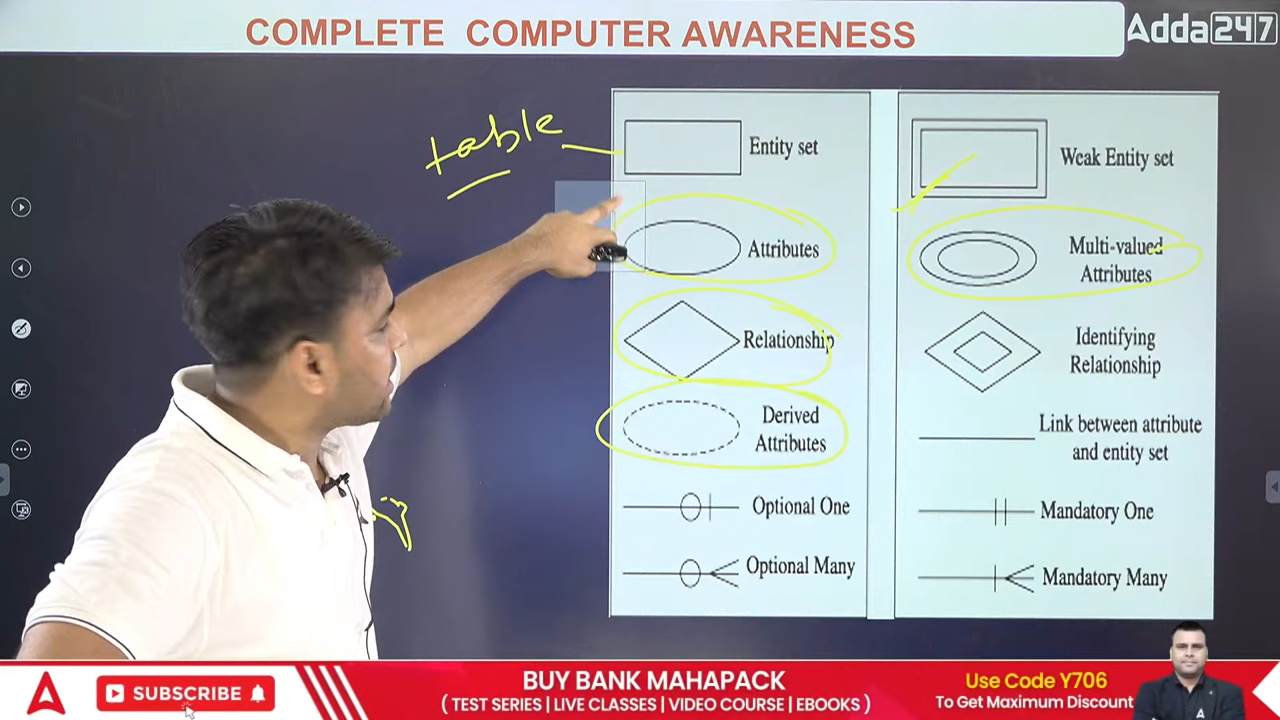 COMPLETE COMPUTER AWARENESS
Adda247
table
Entity set
Attributes
Relationship
Derived
Attributes
Optional One
Optional Many
Weak Entity set
Multi-valued
Attributes
Identifying
Relationship
Link between attribute
and entity set
Mandatory One
Mandatory Many
SUBSCRIBE
BUY BANK MAHAPACK
( TEST SERIES | LIVE CLASSES | VIDEO COURSE | EBOOKS )
Use Code Y706
To Get Maximum Discount